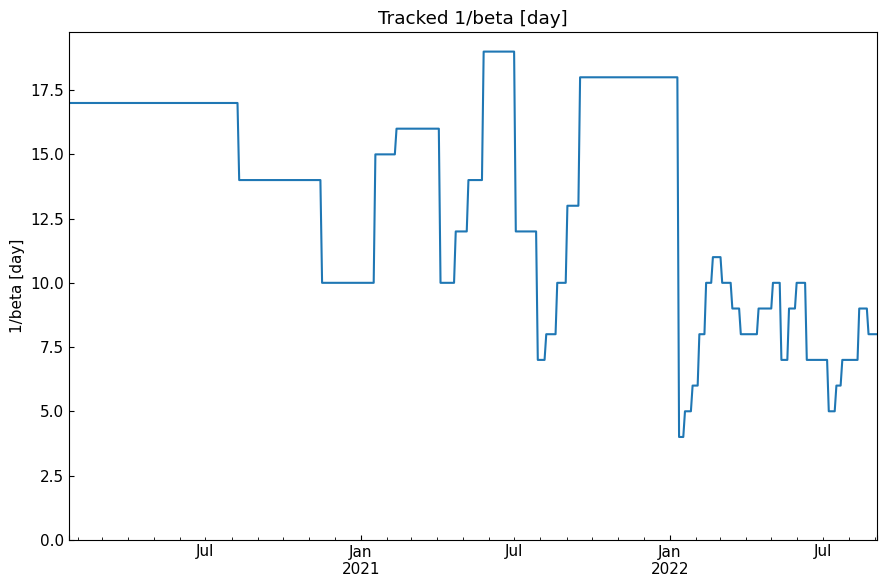 Tracked 1/beta [day]
1/beta [day]
17.5
15.0
12.5
10.0
7.5
5.0
2.5
0.0
Jul
Jan
2021
Jul
Jan
2022
Jul